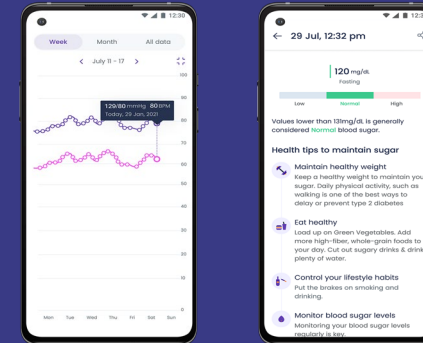 12:30
Week Month All data
July 11 - 17
100
90
129/80 mmHg 80 BPM
Today, 29 Jan, 2021
70
60
50
40
30
20
10
0
Mon Tue Wed Thu Fri Sat Sun
12:3
29 Jul, 12:32 pm
120 mg/dL
Fasting
Low Normal High
Values lower than 131mg/dL is generally
considered Normal blood sugar.
Health tips to maintain sugar
Maintain healthy weight
Keep a healthy weight to maintain you
sugar. Daily physical activity, such as
walking is one of the best ways to
delay or prevent type 2 diabetes
Eat healthy
Load up on Green Vegetables. Add
more high-fiber, whole-grain foods to
your day. Cut out sugary drinks & drink
plenty of water.
Control your lifestyle habits
Put the brakes on smoking and
drinking.
Monitor blood sugar levels
Monitoring your blood sugar levels
regularly is key.